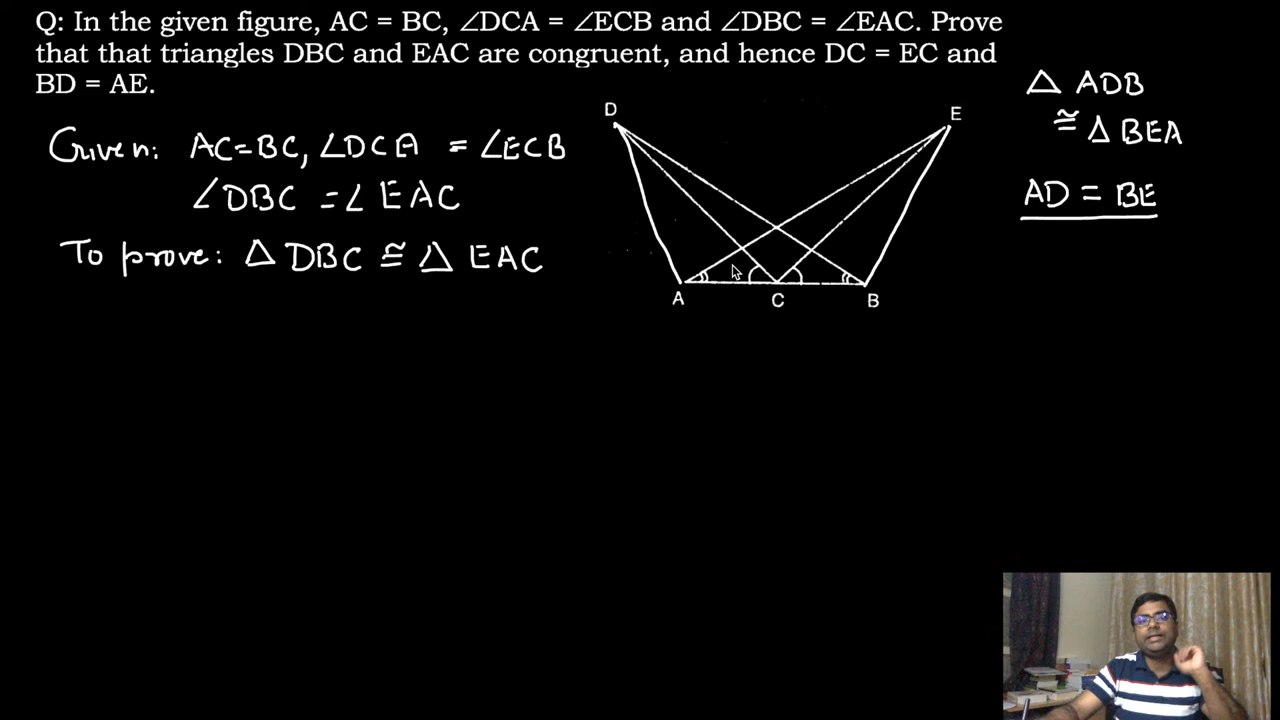 Q: In the given figure, AC = BC, ∠DCA = ∠ECB and ∠DBC = ∠EAC. Prove
that that triangles DBC and EAC are congruent, and hence DC = EC and
BD = AE.
Given: AC=BC, ∠DCA = ∠ECB
∠DBC = ∠EAC
To prove: △ DBC ≅ △ EAC
D
E
A
C
B
△ ADB
≅ △ BEA
AD = BE